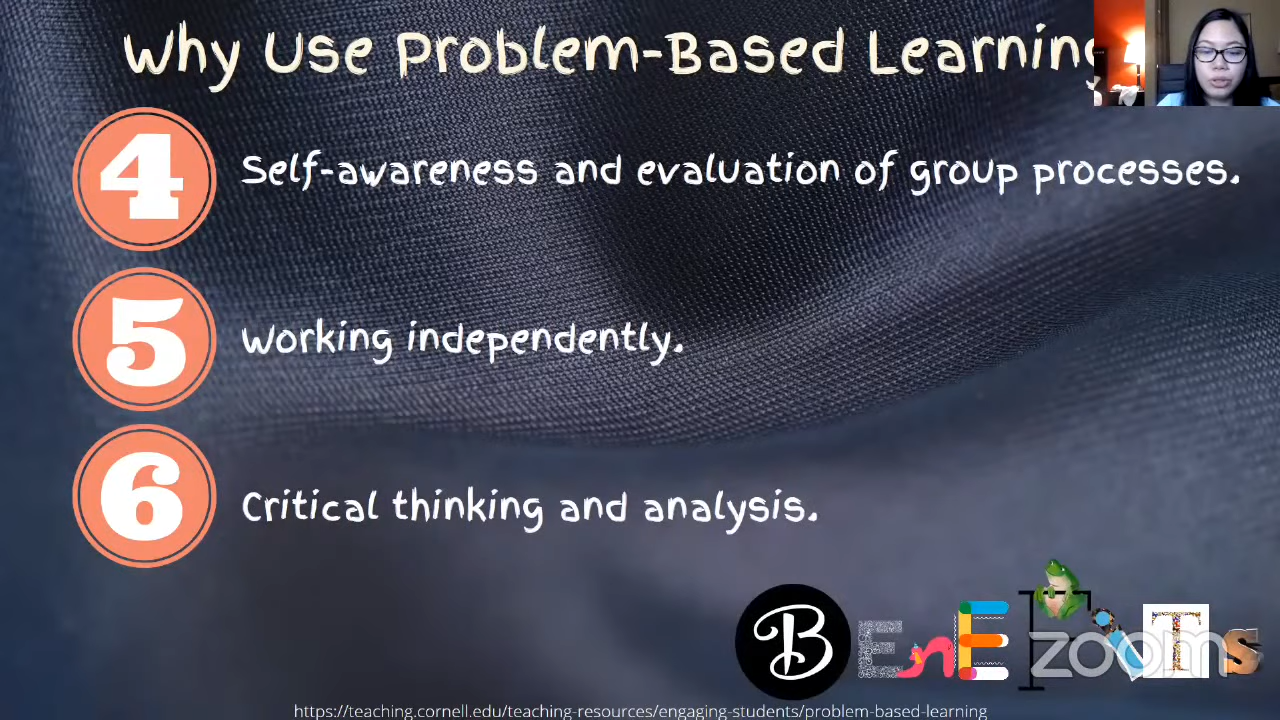 Why Use Problem-Based Learning
4
Self-awareness and evaluation of group processes.
5
Working independently.
6
Critical thinking and analysis.
BEnEFiTs
zoom
https://teaching.cornell.edu/teaching-resources/engaging-students/problem-based-learning